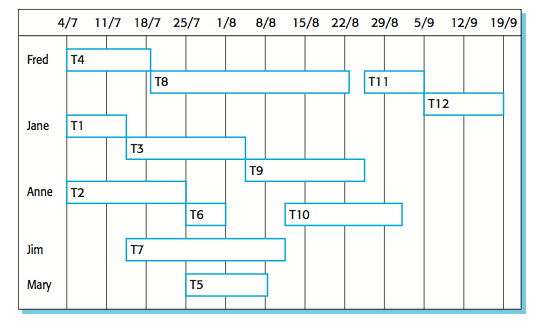 4/7 11/7 18/7 25/7 1/8 8/8 15/8 22/8 29/8 5/9 12/9 19/9
Fred T4
T8 T11
T12
Jane T1
T3
T9
Anne T2
T6 T10
Jim T7
Mary T5